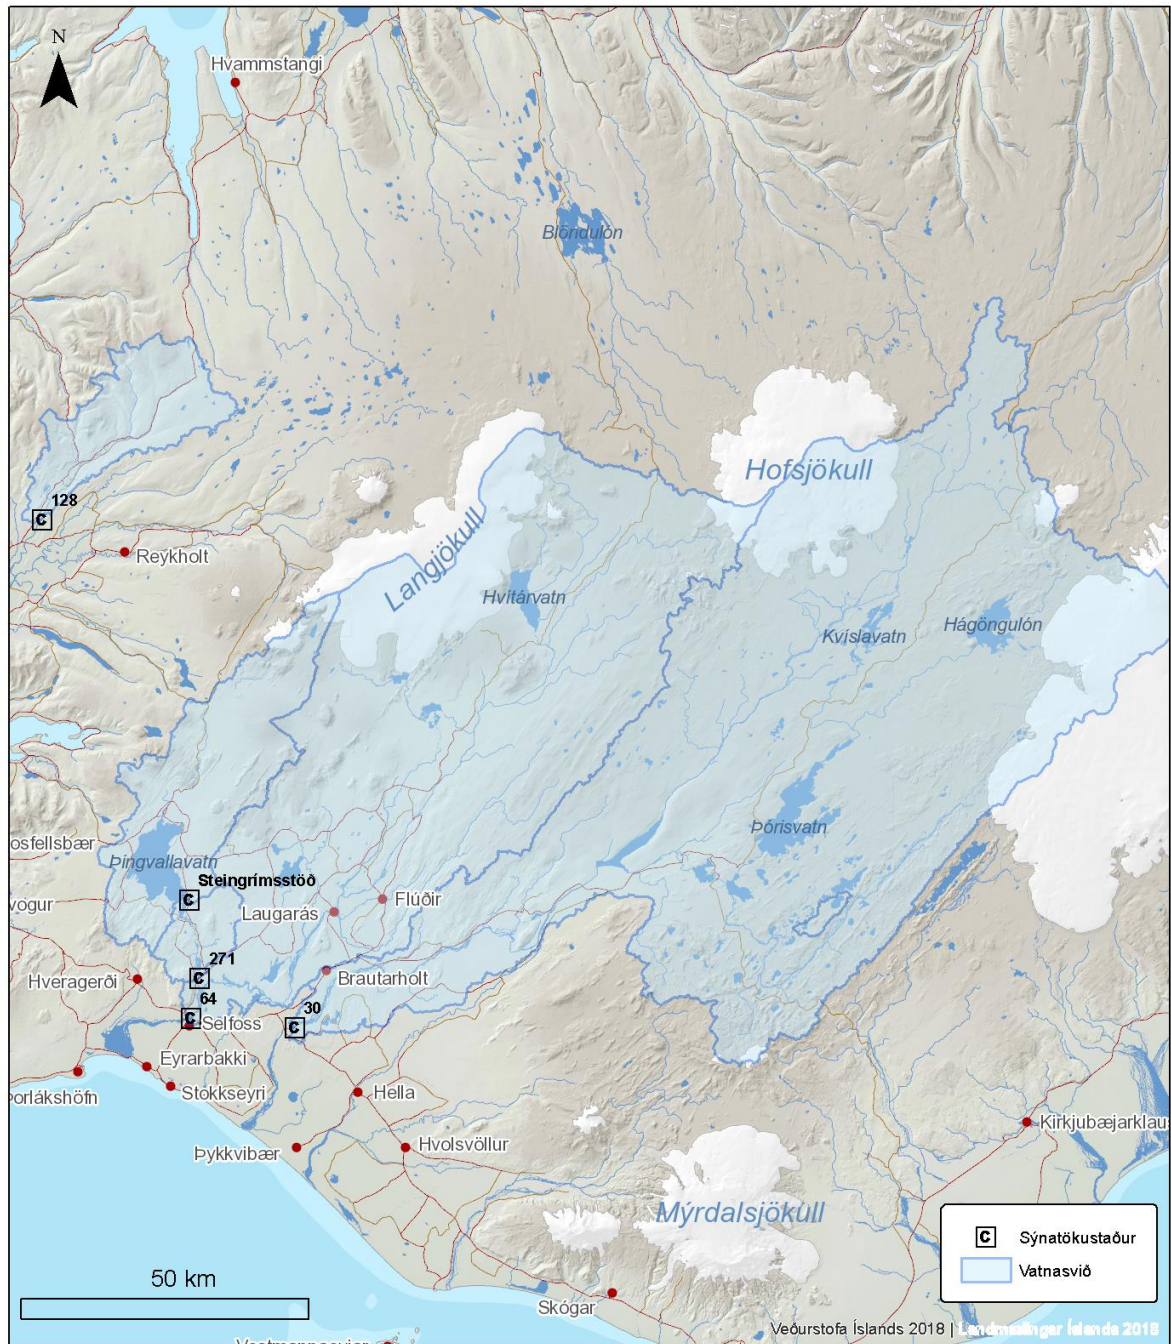 N
Hvammstangi
Blöndulón
Hofsjökull
128
Reykholt
Langjökull
Hvítárvatn
Kvíslavatn
Hágöngulón
Þórisvatn
osfellsbær
Þingvallavatn
Steingrímsstöð
vogur
Laugarás
Flúðir
271
Hveragerði
Brautarholt
64
30
Selfoss
Eyrarbakki
Hella
Þorlákshöfn
Stokkseyri
Kirkjubæjarklaus
Þykkvibær
Hvolsvöllur
Mýrdalsjökull
C Sýnatökustaður
Vatnasvið
50 km
Skógar
Veðurstofa Íslands 2018 | Landmælingar Íslands 2018